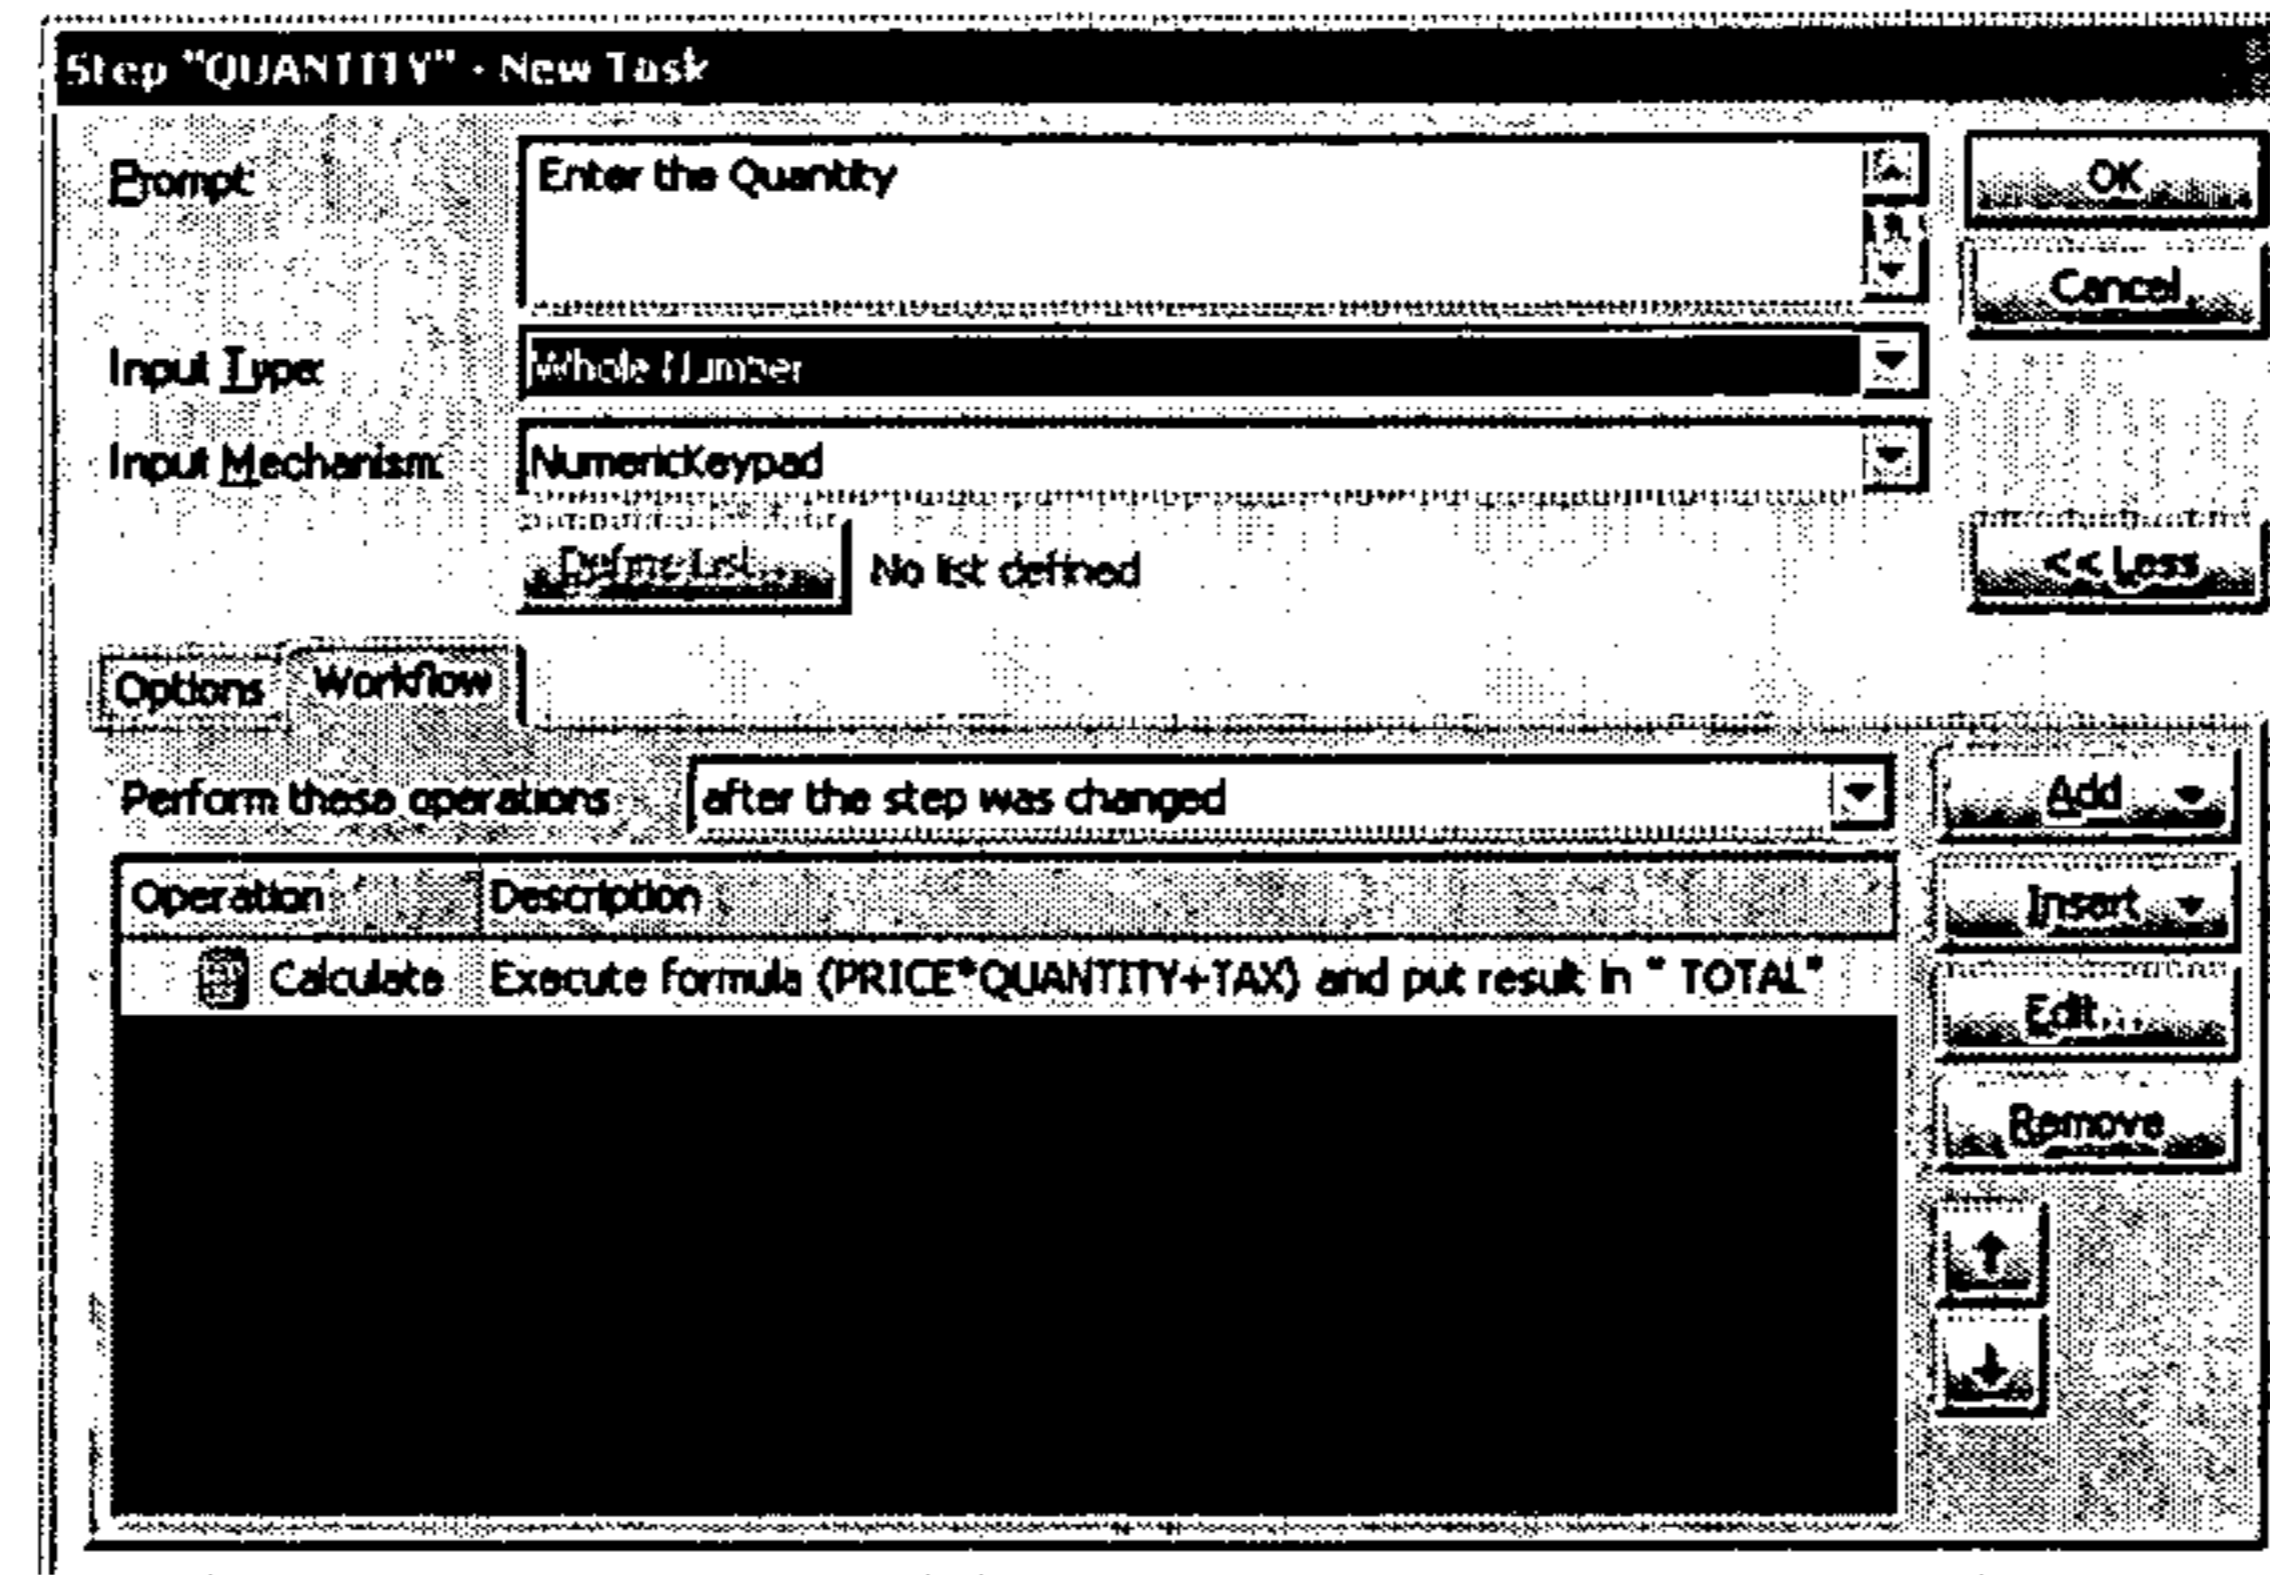 Step "QUANTITY" - New Task
Prompt:
Enter the Quantity
OK
Cancel
Input Type:
Whole Number
Input Mechanism:
NumericKeypad
Define List...
No list defined
<< Less
Options
Workflow
Perform these operations
after the step was changed
Add
Operation
Description
Insert
Calculate
Execute formula (PRICE*QUANTITY+TAX) and put result in " TOTAL"
Edit...
Remove